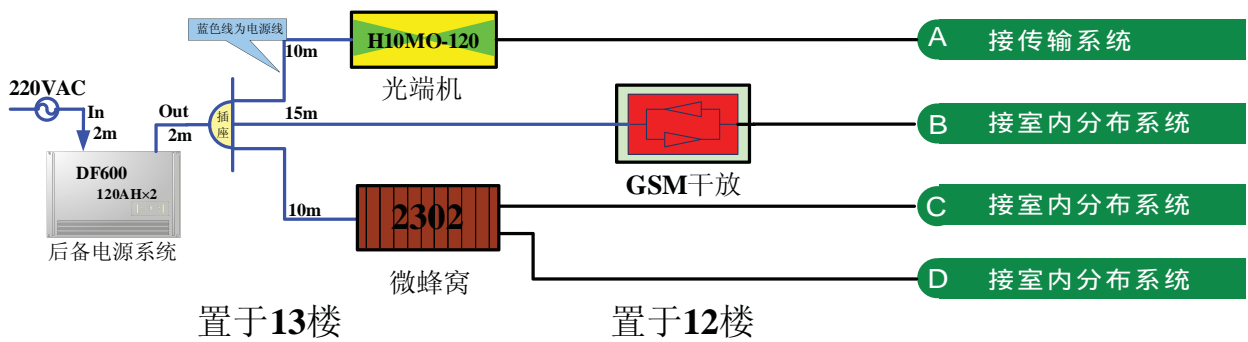 蓝色线为电源线
10m
H10MO-120
光端机
A 接传输系统
220VAC
In
2m
Out
2m
插座
15m
GSM干放
B 接室内分布系统
DF600
120AH×2
后备电源系统
10m
2302
微蜂窝
C 接室内分布系统
D 接室内分布系统
置于13楼
置于12楼